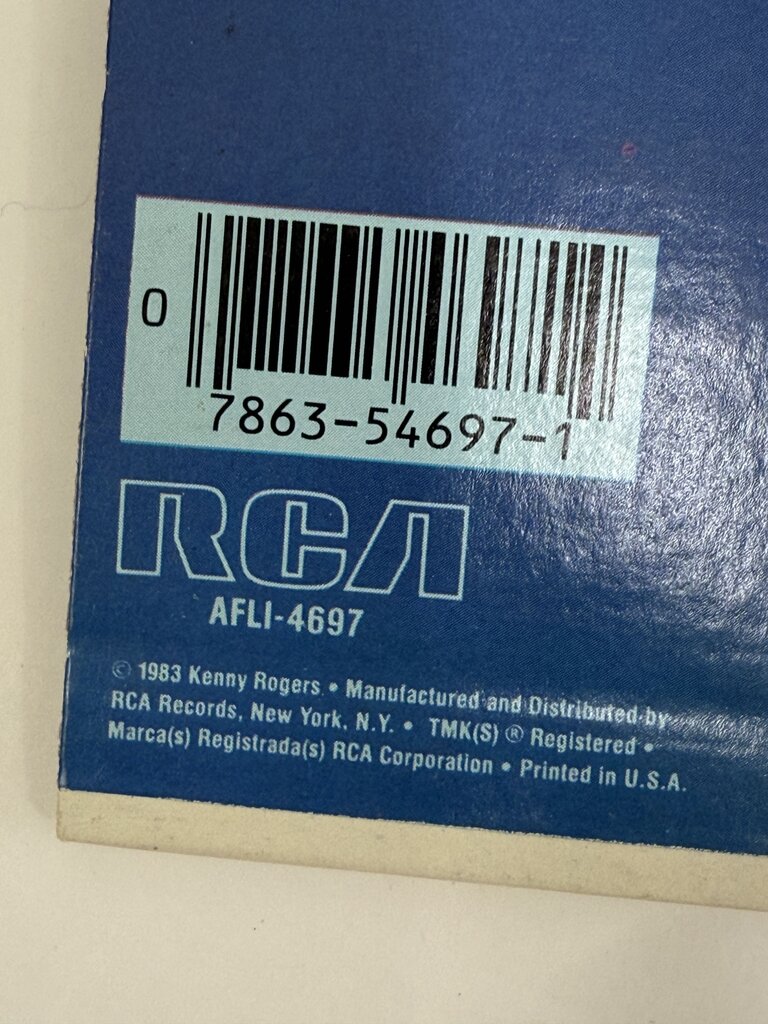 0
7863-54697-1
RCA
AFLI-4697
© 1983 Kenny Rogers • Manufactured and Distributed by
RCA Records, New York, N.Y. • TMK(S) ® Registered •
Marca(s) Registrada(s) RCA Corporation • Printed in U.S.A.